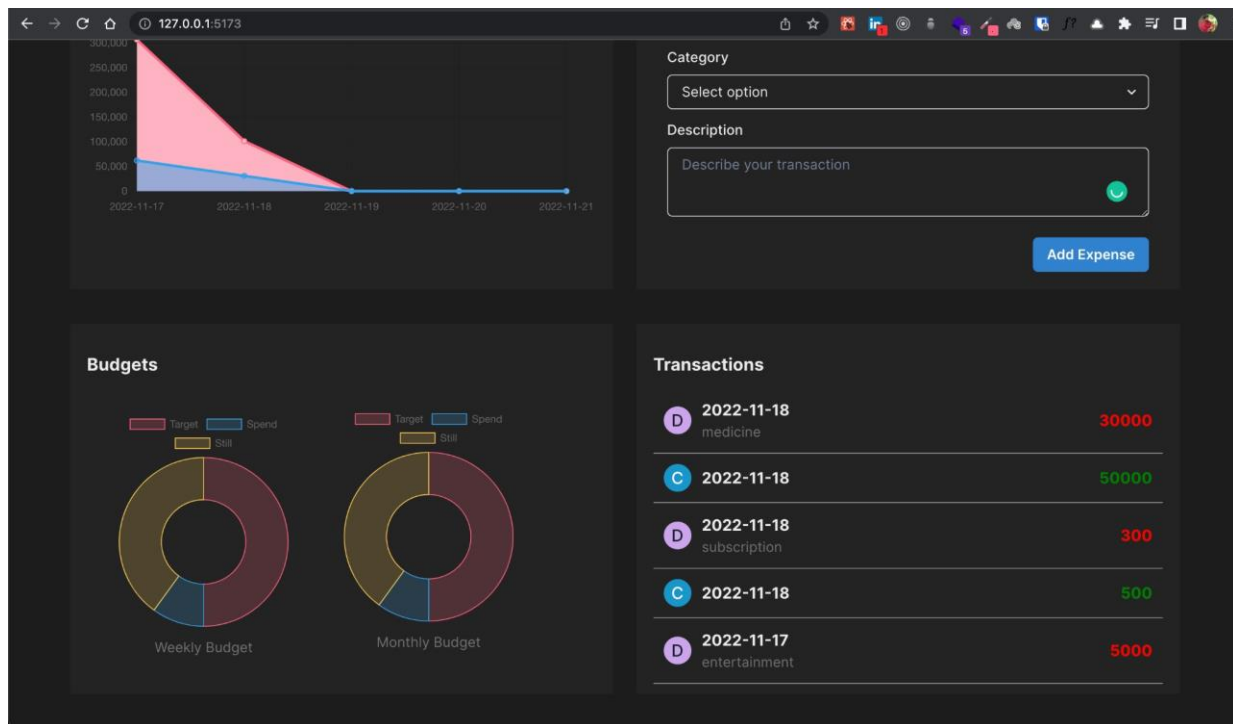 127.0.0.1:5173
300,000
250,000
200,000
150,000
100,000
50,000
0
2022-11-17 2022-11-18 2022-11-19 2022-11-20 2022-11-21
Category
Select option
Description
Describe your transaction
Add Expense
Budgets
Target Spend
Still
Weekly Budget
Target Spend
Still
Monthly Budget
Transactions
D 2022-11-18 30000
medicine
C 2022-11-18 50000
D 2022-11-18 300
subscription
C 2022-11-18 500
D 2022-11-17 5000
entertainment